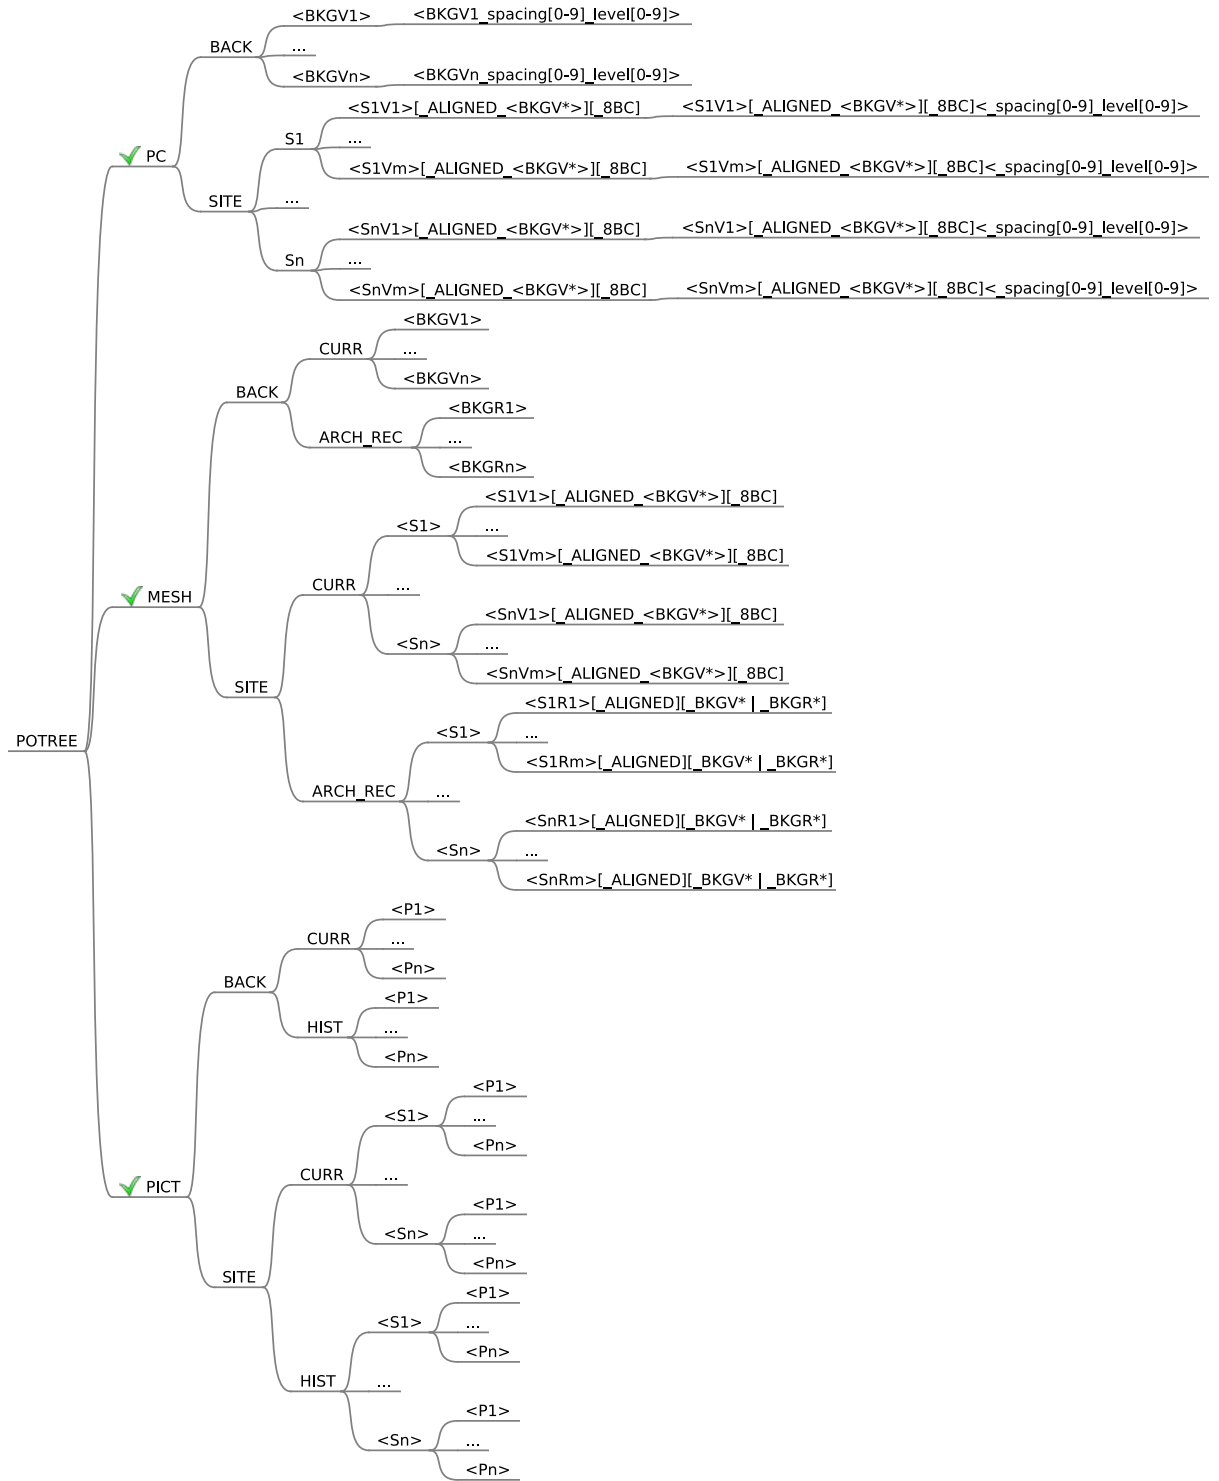 <BKGV1>
<BKGV1_spacing[0-9]_level[0-9]>
BACK
...
<BKGVn>
<BKGVn_spacing[0-9]_level[0-9]>
<S1V1>[_ALIGNED_<BKGV*>][_8BC]
<S1V1>[_ALIGNED_<BKGV*>][_8BC]<_spacing[0-9]_level[0-9]>
S1
...
PC
<S1Vm>[_ALIGNED_<BKGV*>][_8BC]
<S1Vm>[_ALIGNED_<BKGV*>][_8BC]<_spacing[0-9]_level[0-9]>
SITE
...
<SnV1>[_ALIGNED_<BKGV*>][_8BC]
<SnV1>[_ALIGNED_<BKGV*>][_8BC]<_spacing[0-9]_level[0-9]>
Sn
...
<SnVm>[_ALIGNED_<BKGV*>][_8BC]
<SnVm>[_ALIGNED_<BKGV*>][_8BC]<_spacing[0-9]_level[0-9]>
<BKGV1>
CURR
...
<BKGVn>
BACK
<BKGR1>
ARCH_REC
...
<BKGRn>
<S1V1>[_ALIGNED_<BKGV*>][_8BC]
<S1>
...
<S1Vm>[_ALIGNED_<BKGV*>][_8BC]
CURR
...
MESH
<SnV1>[_ALIGNED_<BKGV*>][_8BC]
<Sn>
...
<SnVm>[_ALIGNED_<BKGV*>][_8BC]
SITE
<S1R1>[_ALIGNED][_BKGV* | _BKGR*]
<S1>
...
<S1Rm>[_ALIGNED][_BKGV* | _BKGR*]
POTREE
ARCH_REC
...
<SnR1>[_ALIGNED][_BKGV* | _BKGR*]
<Sn>
...
<SnRm>[_ALIGNED][_BKGV* | _BKGR*]
<P1>
CURR
...
<Pn>
BACK
<P1>
HIST
...
<Pn>
<P1>
<S1>
...
<Pn>
CURR
...
PICT
<P1>
<Sn>
...
<Pn>
SITE
<P1>
<S1>
...
<Pn>
HIST
...
<P1>
<Sn>
...
<Pn>